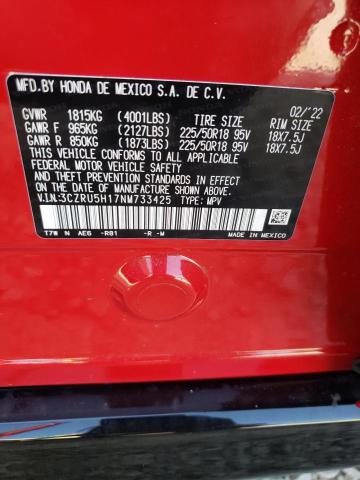 MFD.BY HONDA DE MEXICO S.A. DE C.V.
02/'22
GVWR 1815KG (4001LBS) TIRE SIZE RIM SIZE
GAWR F 965KG (2127LBS) 225/50R18 95V 18X7.5J
GAWR R 850KG (1873LBS) 225/50R18 95V 18X7.5J
THIS VEHICLE CONFORMS TO ALL APPLICABLE
FEDERAL MOTOR VEHICLE SAFETY
AND THEFT PREVENTION STANDARDS IN EFFECT ON
THE DATE OF MANUFACTURE SHOWN ABOVE.
V.I.N:3CZRU5H17NM733425 TYPE: MPV
T7W N AE6 -R81 -R -M
MADE IN MEXICO